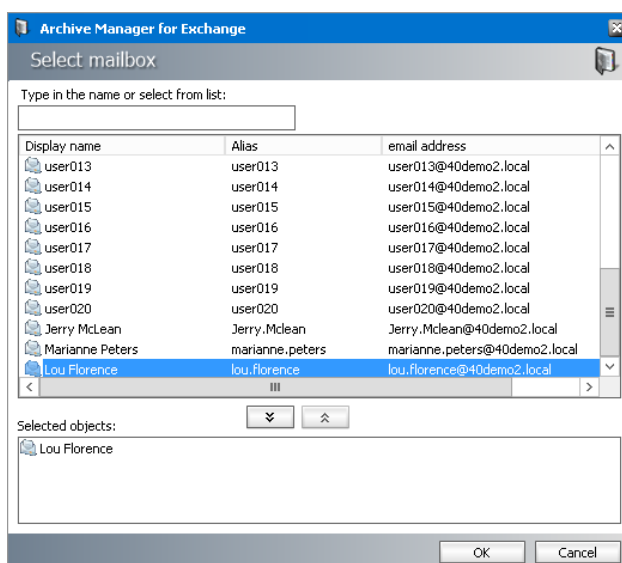 Archive Manager for Exchange
Select mailbox
Type in the name or select from list:
Display name Alias email address
user013 user013 user013@40demo2.local
user014 user014 user014@40demo2.local
user015 user015 user015@40demo2.local
user016 user016 user016@40demo2.local
user017 user017 user017@40demo2.local
user018 user018 user018@40demo2.local
user019 user019 user019@40demo2.local
user020 user020 user020@40demo2.local
Jerry McLean Jerry.Mclean Jerry.Mclean@40demo2.local
Marianne Peters marianne.peters marianne.peters@40demo2.local
Lou Florence lou.florence lou.florence@40demo2.local
Selected objects:
Lou Florence
OK Cancel